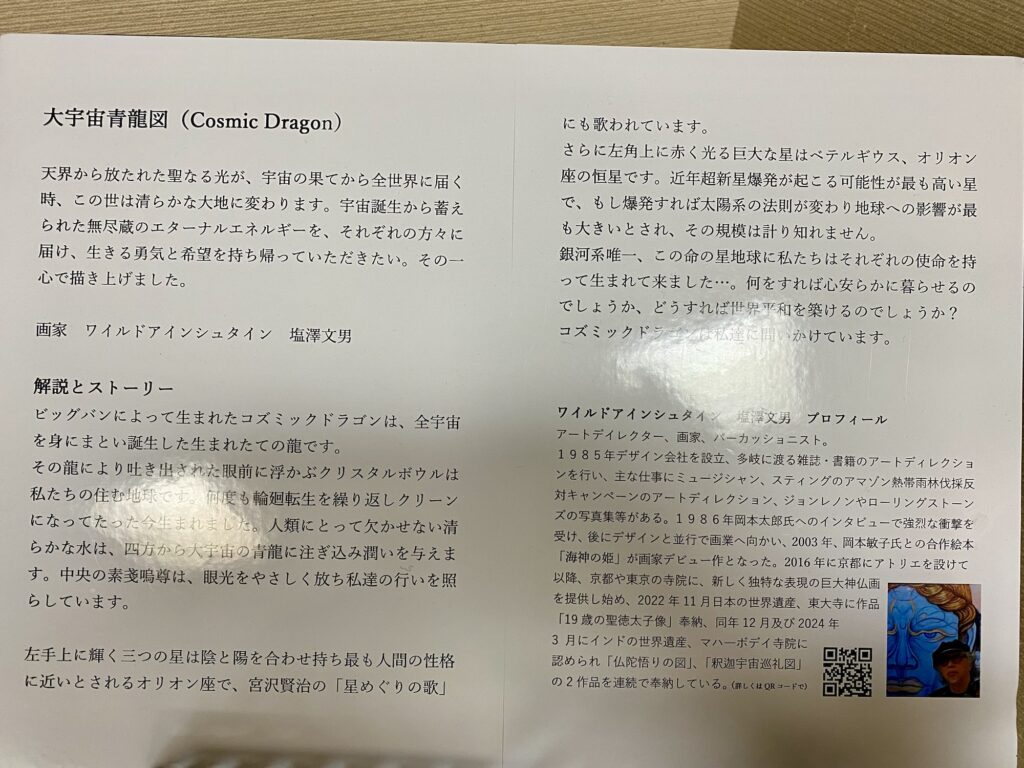 大宇宙青龍図（Cosmic Dragon）
天界から放たれた聖なる光が、宇宙の果てから全世界に届く
時、この世は清らかな大地に変わります。宇宙誕生から蓄え
られた無尽蔵のエターナルエネルギーを、それぞれの方々に
届け、生きる勇気と希望を持ち帰っていただきたい。その一
心で描き上げました。
画家　ワイルドアインシュタイン　塩澤文男
解説とストーリー
ビッグバンによって生まれたコズミックドラゴンは、全宇宙
を身にまとい誕生した生まれたての龍です。
その龍により吐き出された眼前に浮かぶクリスタルボウルは
私たちの住む地球です。何度も輪廻転生を繰り返しクリーン
になってたった今生まれました。人類にとって欠かせない清
らかな水は、四方から大宇宙の青龍に注ぎ込み潤いを与えま
す。中央の素戔嗚尊は、眼光をやさしく放ち私達の行いを照
らしています。
左手上に輝く三つの星は陰と陽を合わせ持ち最も人間の性格
に近いとされるオリオン座で、宮沢賢治の「星めぐりの歌」
にも歌われています。
さらに左角上に赤く光る巨大な星はベテルギウス、オリオン
座の恒星です。近年超新星爆発が起こる可能性が最も高い星
で、もし爆発すれば太陽系の法則が変わり地球への影響が最
も大きいとされ、その規模は計り知れません。
銀河系唯一、この命の星地球に私たちはそれぞれの使命を持
って生まれて来ました…。何をすれば心安らかに暮らせるの
でしょうか、どうすれば世界平和を築けるのでしょうか？
コズミックドラゴンは私達に問いかけています。
ワイルドアインシュタイン　塩澤文男　プロフィール
アートディレクター、画家、パーカッショニスト。
１９８５年デザイン会社を設立、多岐に渡る雑誌・書籍のアートディレクショ
ンを行い、主な仕事にミュージシャン、スティングのアマゾン熱帯雨林伐採反
対キャンペーンのアートディレクション、ジョンレノンやローリングストーン
ズの写真集等がある。１９８６年岡本太郎氏へのインタビューで強烈な衝撃を
受け、後にデザインと並行で画業へ向かい、2003 年、岡本敏子氏との合作絵本
「海神の姫」が画家デビュー作となった。2016 年に京都にアトリエを設けて
以降、京都や東京の寺院に、新しく独特な表現の巨大神仏画
を提供し始め、2022 年 11 月日本の世界遺産、東大寺に作品
「19 歳の聖徳太子像」奉納、同年 12 月及び 2024 年
3 月にインドの世界遺産、マハーボデイ寺院に
認められ「仏陀悟りの図」、「釈迦宇宙巡礼図」
の２作品を連続で奉納している。（詳しくは QR コードで）